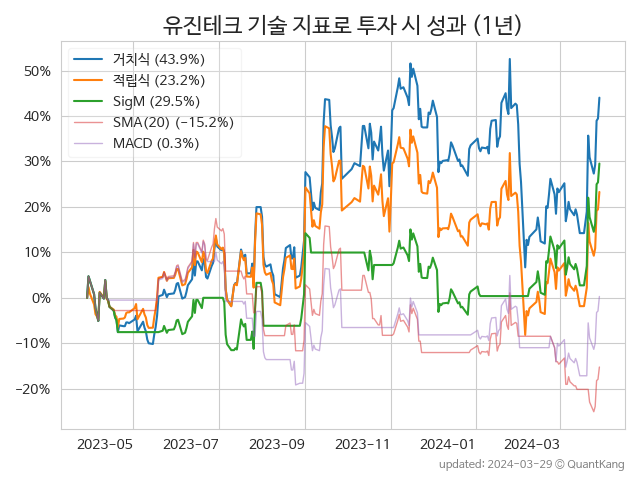 유진테크 기술 지표로 투자 시 성과 (1년)
거치식 (43.9%)
적립식 (23.2%)
SigM (29.5%)
SMA(20) (−15.2%)
MACD (0.3%)
50%
40%
30%
20%
10%
0%
−10%
−20%
2023-05 2023-07 2023-09 2023-11 2024-01 2024-03
updated: 2024-03-29 ⓒ QuantKang